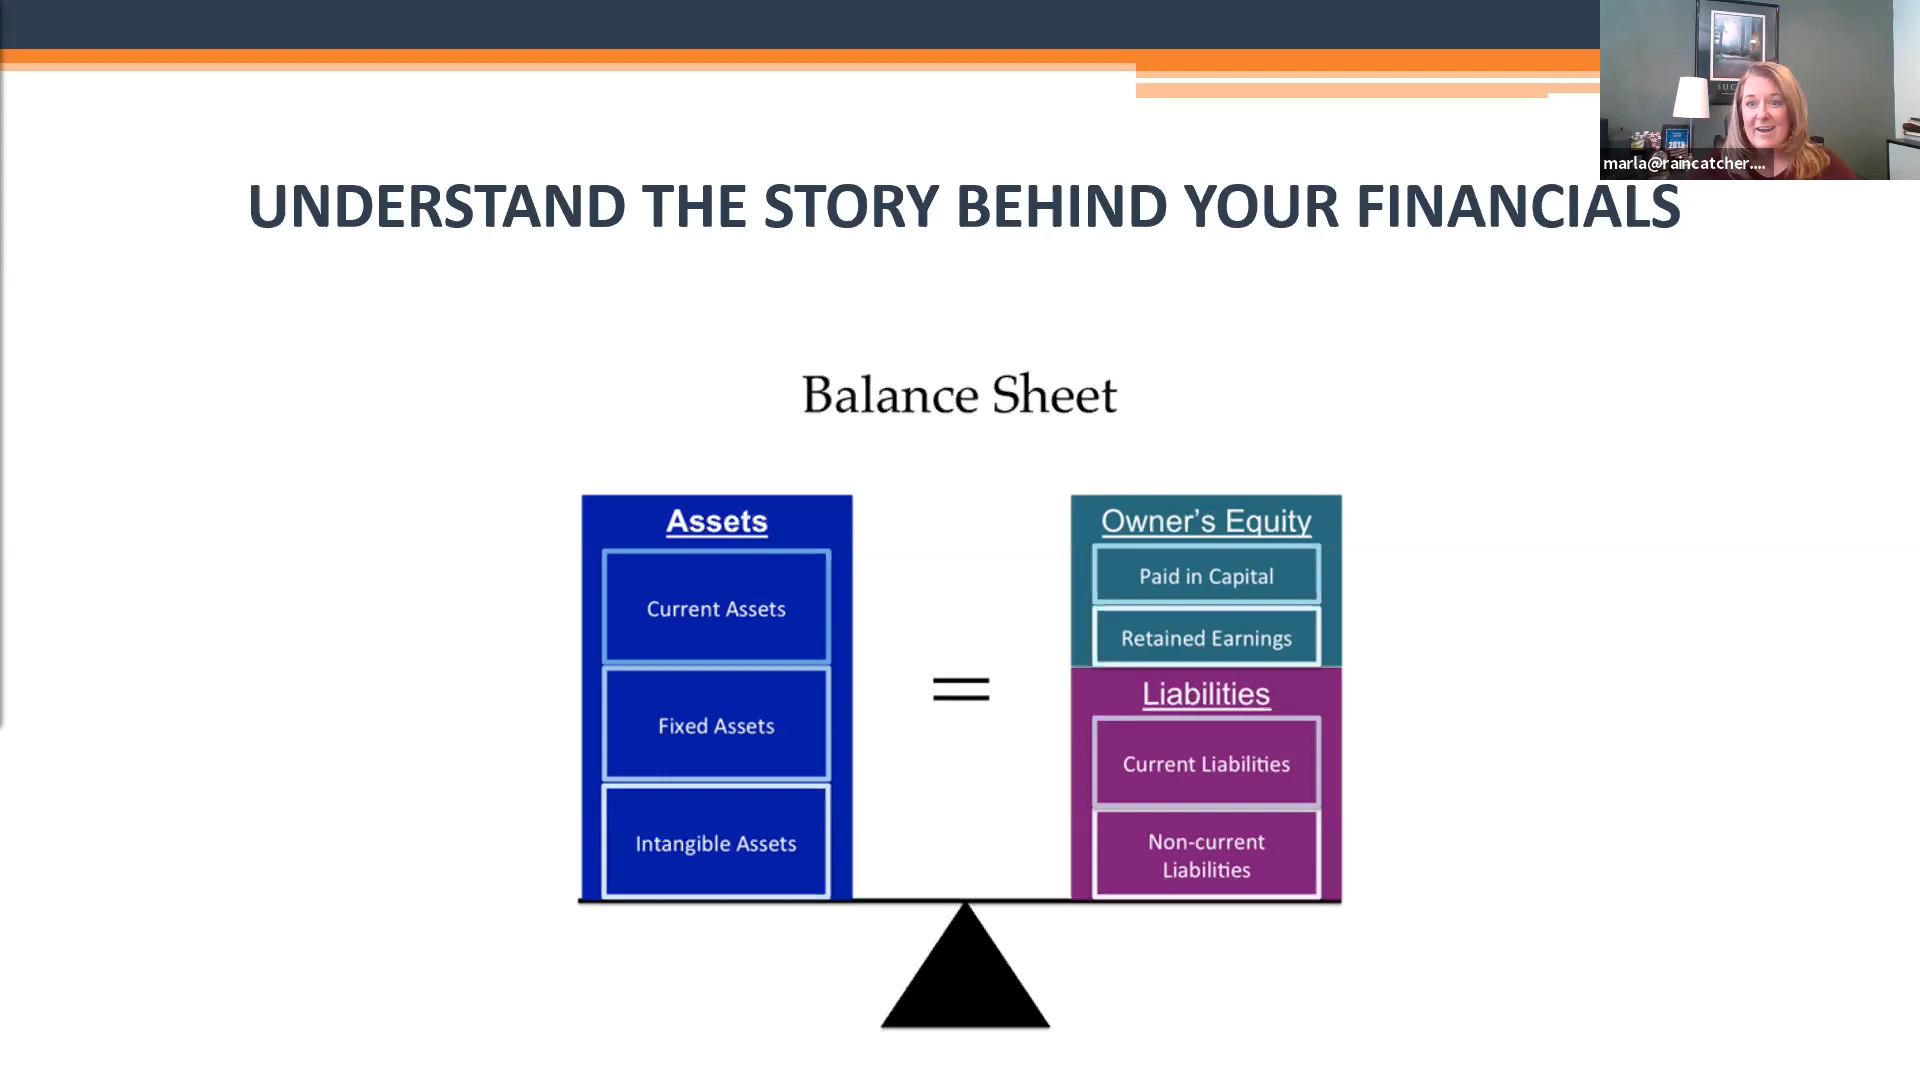 marla@raincatcher....
2019
UNDERSTAND THE STORY BEHIND YOUR FINANCIALS
Balance Sheet
Assets
Current Assets
Fixed Assets
Intangible Assets
=
Owner's Equity
Paid in Capital
Retained Earnings
Liabilities
Current Liabilities
Non-current
Liabilities